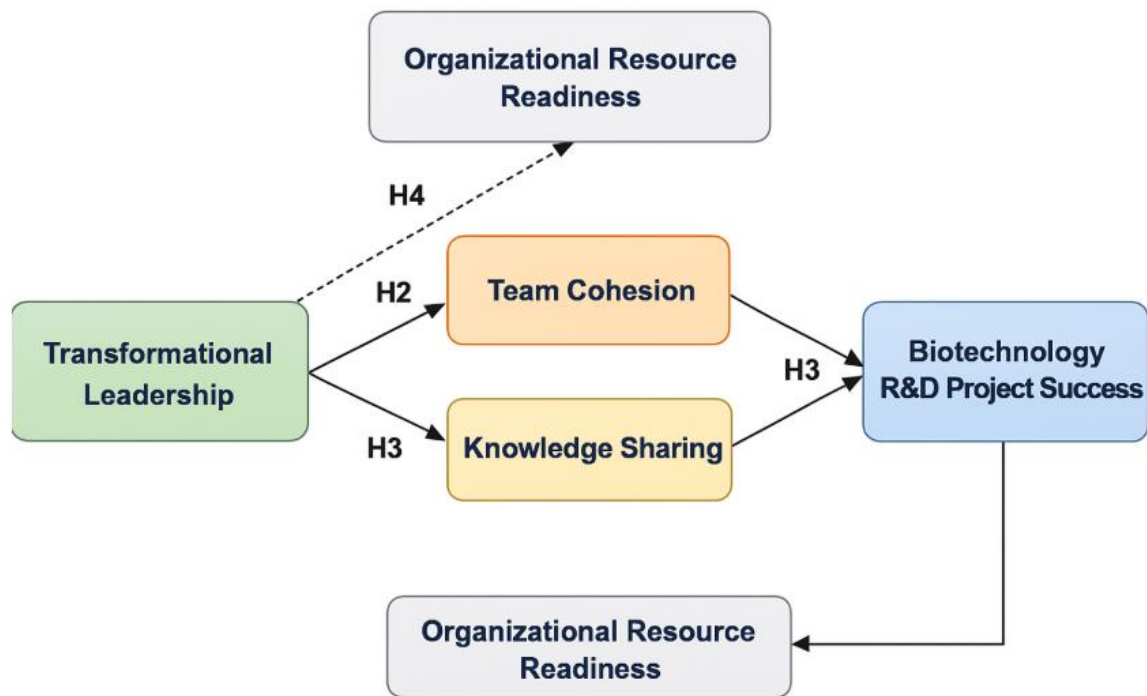 Organizational Resource
Readiness
H4
H2
Team Cohesion
Transformational
Leadership
H3
Biotechnology
R&D Project Success
H3
Knowledge Sharing
Organizational Resource
Readiness